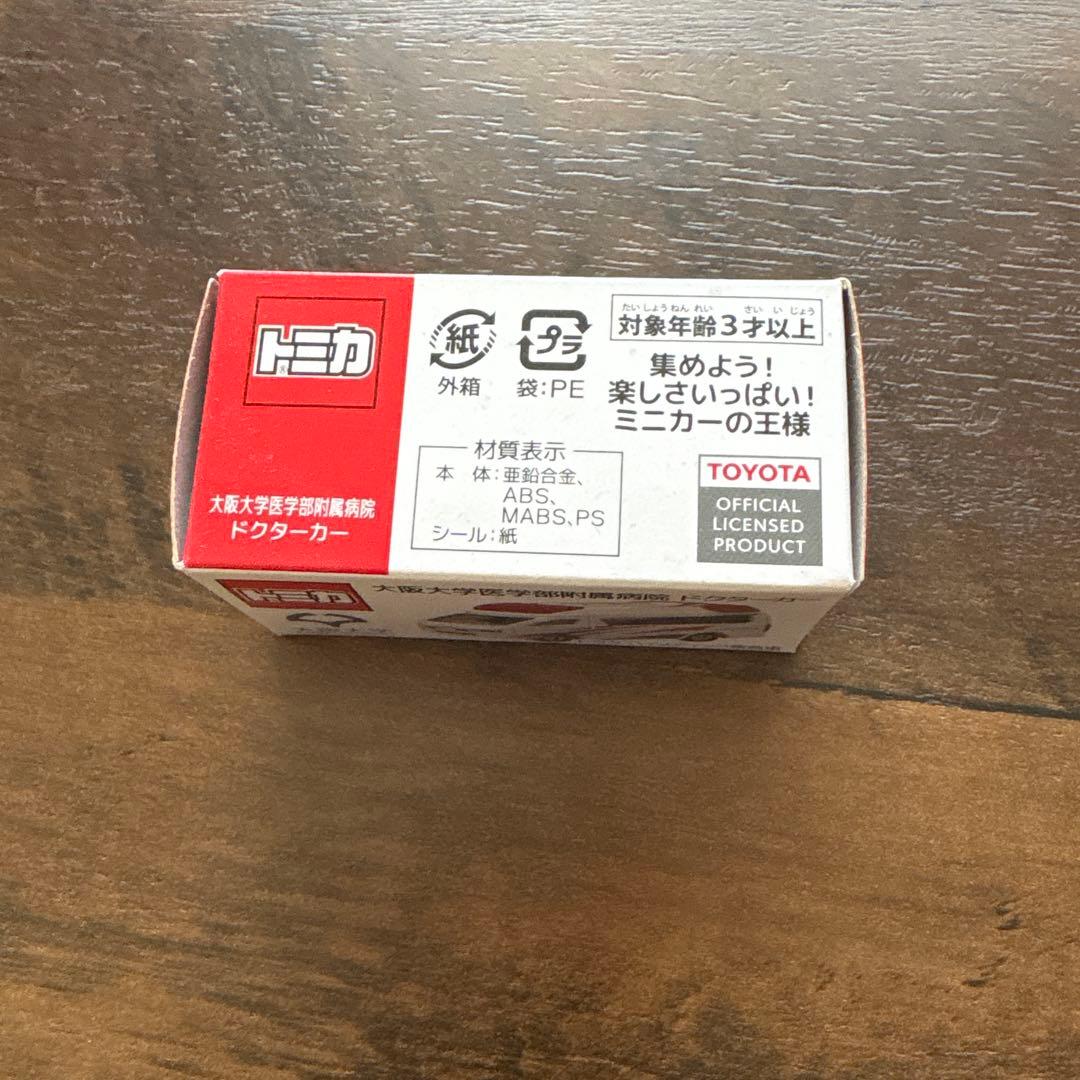 トミカ
大阪大学医学部附属病院
ドクターカー
紙
外箱
プラ
袋:PE
たいしょうねんれい さいいじょう
対象年齢3才以上
集めよう!
楽しさいっぱい!
ミニカーの王様
材質表示
本 体:亜鉛合金、
ABS、
MABS、PS
シール:紙
TOYOTA
OFFICIAL
LICENSED
PRODUCT
トミカ
大阪大学医学部附属病院 ドクターカー
大阪大学